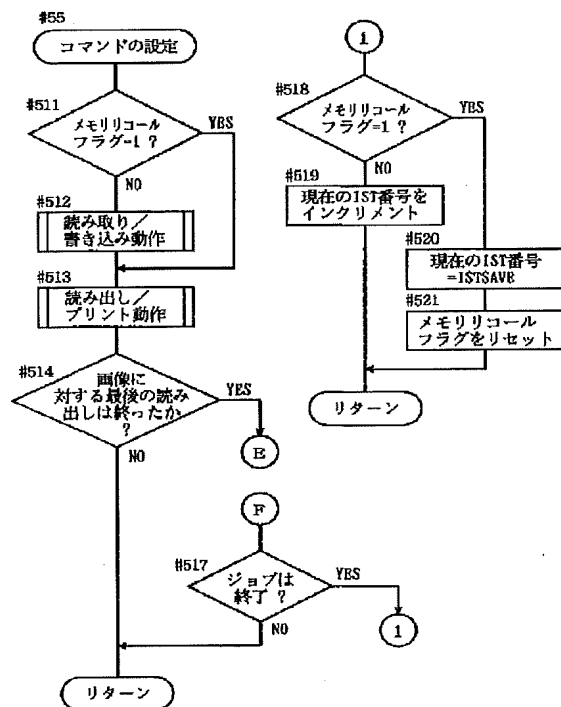 #55
コマンドの設定
#511
メモリリコール
フラグ=1 ?
YES
NO
#512
読み取り/
書き込み動作
#513
読み出し/
プリント動作
#514
画像に
対する最後の読み
出しは終ったか
?
YES
NO
E
F
#517
ジョブは
終了 ?
YES
NO
1
リターン
1
#518
メモリリコール
フラグ=1 ?
YES
NO
#519
現在のIST番号を
インクリメント
#520
現在のIST番号
=ISTSAVR
#521
メモリリコール
フラグをリセット
リターン